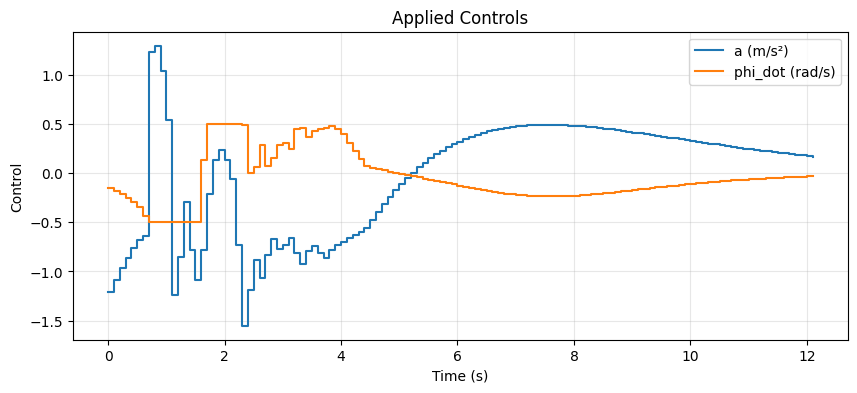 Applied Controls
a (m/s²)
phi_dot (rad/s)
Control
1.0
0.5
0.0
−0.5
−1.0
−1.5
0 2 4 6 8 10 12
Time (s)